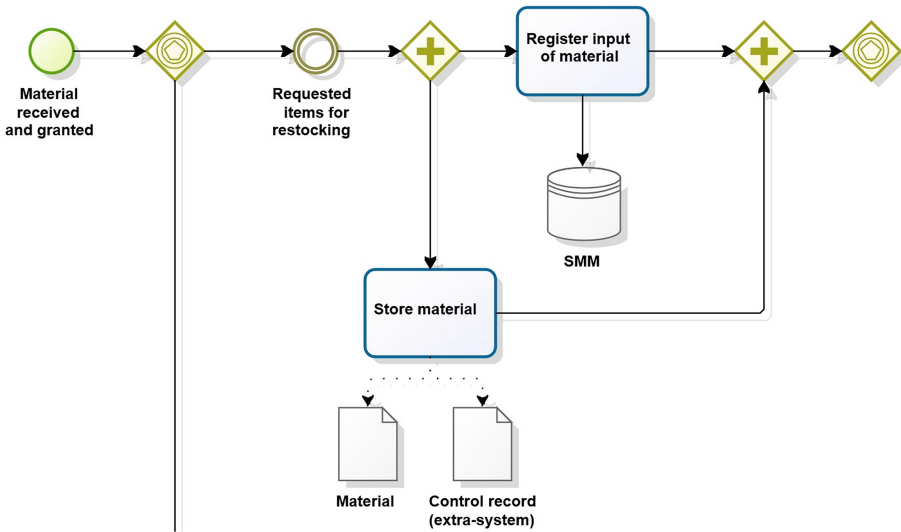 Material
received
and granted
Requested
items for
restocking
Register input
of material
SMM
Store material
Material
Control record
(extra-system)